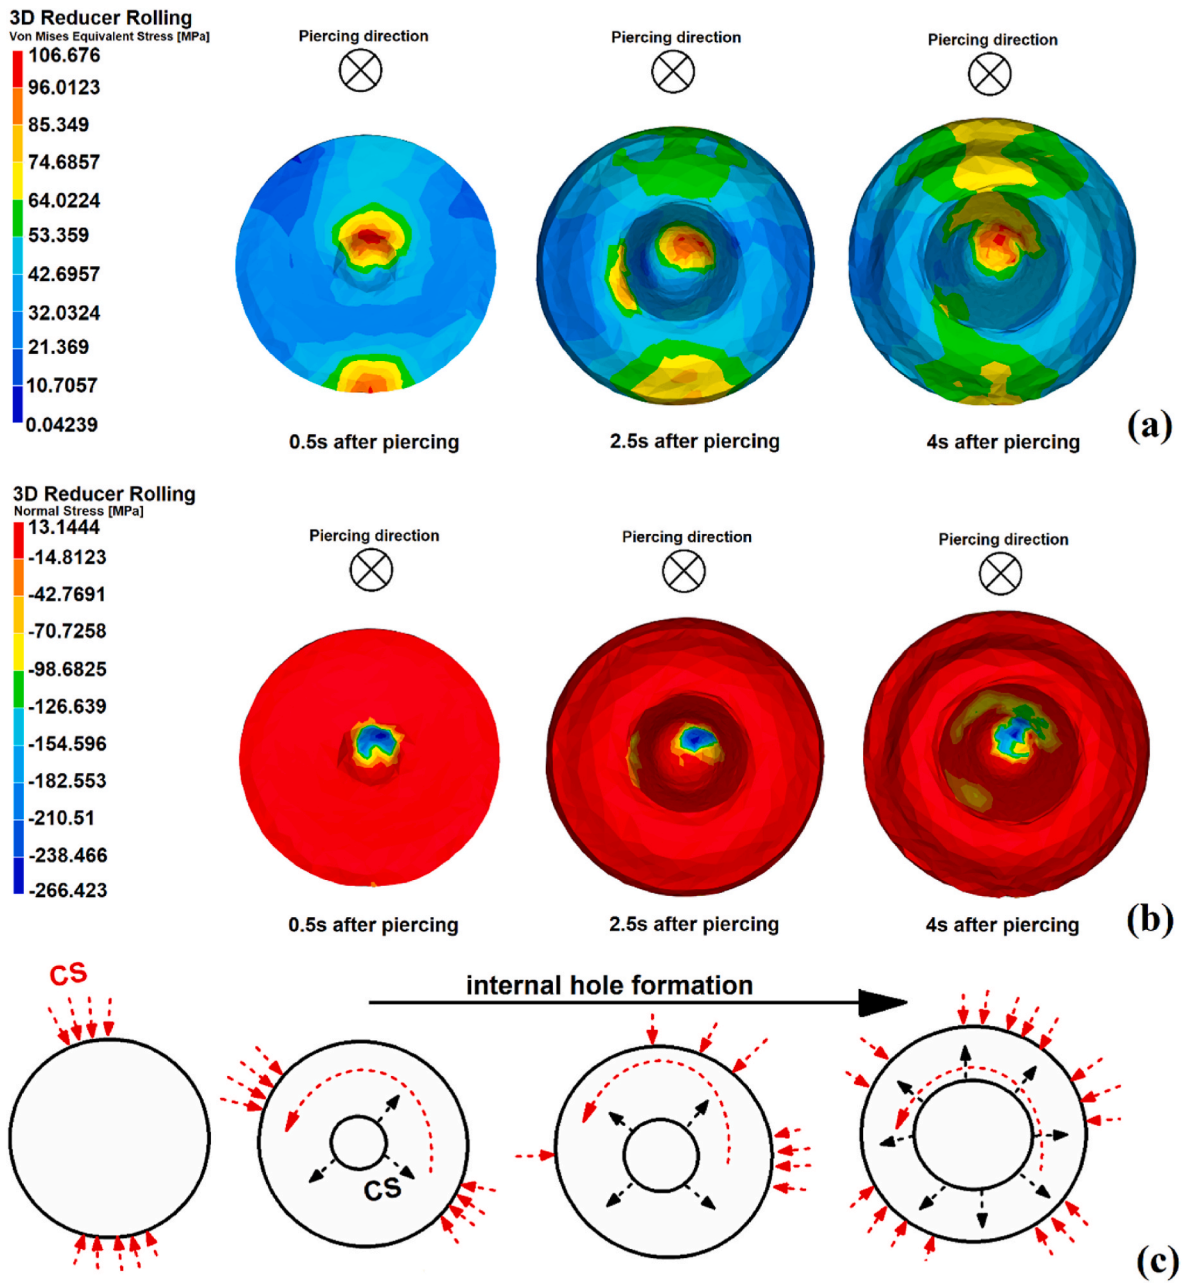 3D Reducer Rolling
Von Mises Equivalent Stress [MPa]
106.676
96.0123
85.349
74.6857
64.0224
53.359
42.6957
32.0324
21.369
10.7057
0.04239
Piercing direction
Piercing direction
Piercing direction
0.5s after piercing
2.5s after piercing
4s after piercing
(a)
3D Reducer Rolling
Normal Stress [MPa]
13.1444
-14.8123
-42.7691
-70.7258
-98.6825
-126.639
-154.596
-182.553
-210.51
-238.466
-266.423
Piercing direction
Piercing direction
Piercing direction
0.5s after piercing
2.5s after piercing
4s after piercing
(b)
CS
internal hole formation
CS
(c)